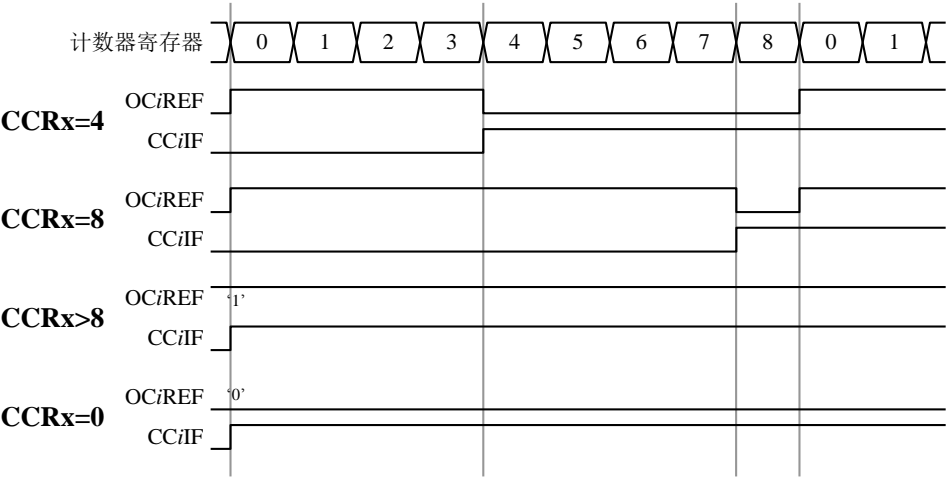 计数器寄存器 0 1 2 3 4 5 6 7 8 0 1
CCRx=4
OCiREF
CCiIF
CCRx=8
OCiREF
CCiIF
CCRx>8
OCiREF ‘1’
CCiIF
CCRx=0
OCiREF ‘0’
CCiIF